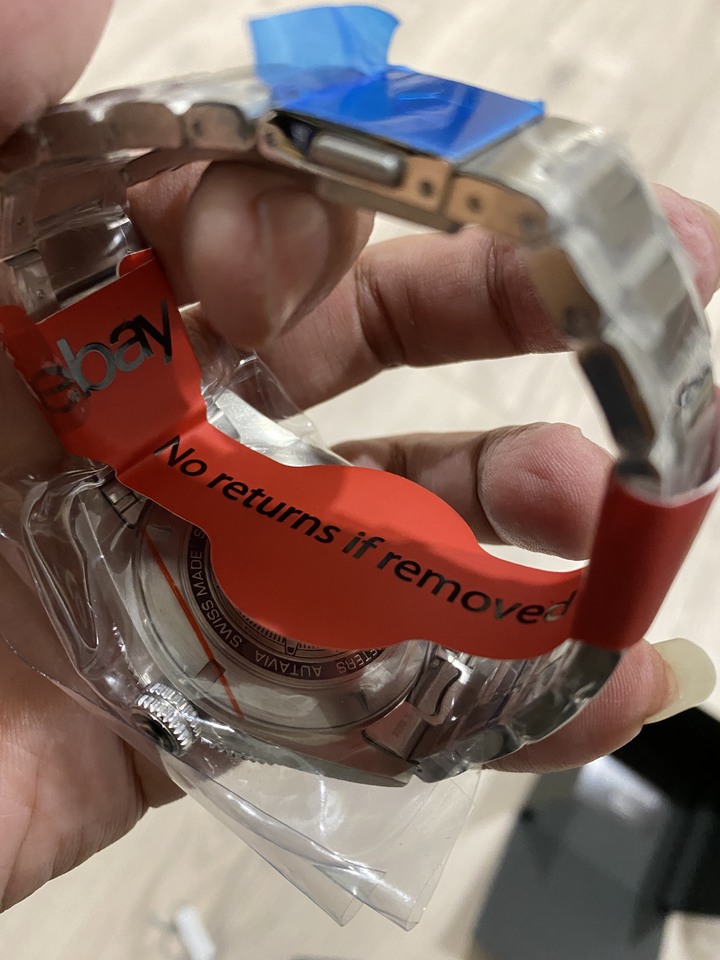 ebay
No returns if removed
SWISS MADE
AUTAVIA